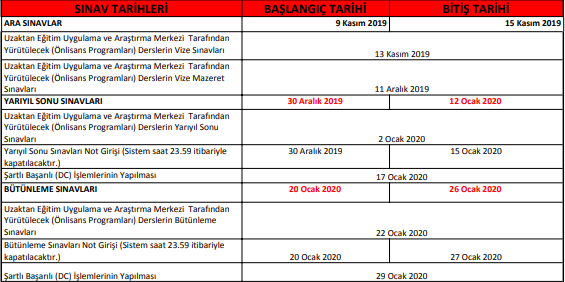 SINAV TARİHLERİ BAŞLANGIÇ TARİHİ BİTİŞ TARİHİ
ARA SINAVLAR 9 Kasım 2019 15 Kasım 2019
Uzaktan Eğitim Uygulama ve Araştırma Merkezi Tarafından
Yürütülecek (Önlisans Programları) Derslerin Vize Sınavları
13 Kasım 2019
Uzaktan Eğitim Uygulama ve Araştırma Merkezi Tarafından
Yürütülecek (Önlisans Programları) Derslerin Vize Mazeret
Sınavları 11 Aralık 2019
YARIYIL SONU SINAVLARI 30 Aralık 2019 12 Ocak 2020
Uzaktan Eğitim Uygulama ve Araştırma Merkezi Tarafından
Yürütülecek (Önlisans Programları) Derslerin Yarıyıl Sonu
Sınavları 2 Ocak 2020
Yarıyıl Sonu Sınavları Not Girişi (Sistem saat 23.59 itibariyle 30 Aralık 2019 15 Ocak 2020
kapatılacaktır.)
Şartlı Başarılı (DC) İşlemlerinin Yapılması 17 Ocak 2020
BÜTÜNLEME SINAVLARI 20 Ocak 2020 26 Ocak 2020
Uzaktan Eğitim Uygulama ve Araştırma Merkezi Tarafından
Yürütülecek (Önlisans Programları) Derslerin Bütünleme
Sınavları 22 Ocak 2020
Bütünleme Sınavları Not Girişi (Sistem saat 23.59 itibariyle
kapatılacaktır.) 20 Ocak 2020 27 Ocak 2020
Şartlı Başarılı (DC) İşlemlerinin Yapılması 29 Ocak 2020